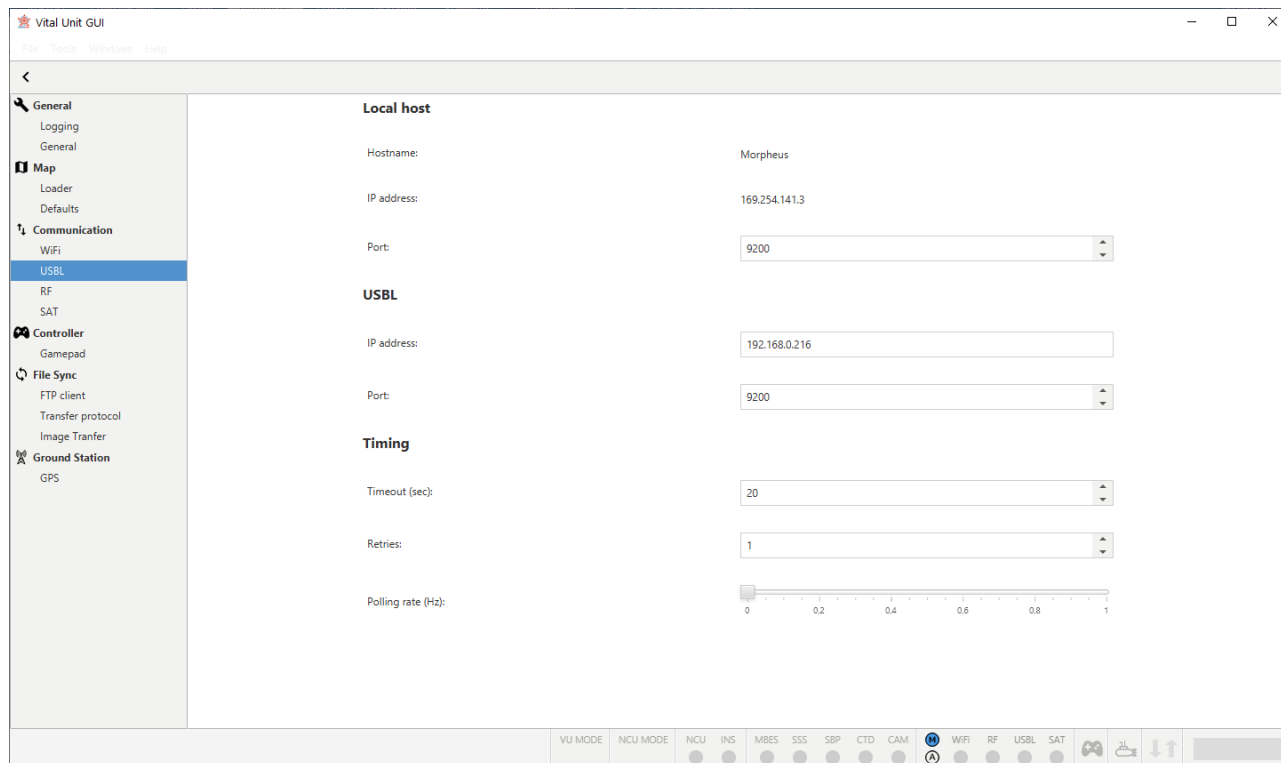 Vital Unit GUI
File Tools Windows Help
General
Logging
General
Map
Loader
Defaults
Communication
WiFi
USBL
RF
SAT
Controller
Gamepad
File Sync
FTP client
Transfer protocol
Image Tranfer
Ground Station
GPS
Local host
Hostname: Morpheus
IP address: 169.254.141.3
Port: 9200
USBL
IP address: 192.168.0.216
Port: 9200
Timing
Timeout (sec): 20
Retries: 1
Polling rate (Hz):
0 0,2 0,4 0,6 0,8 1
VU MODE NCU MODE NCU INS MBES SSS SBP CTD CAM M WiFi RF USBL SAT
A